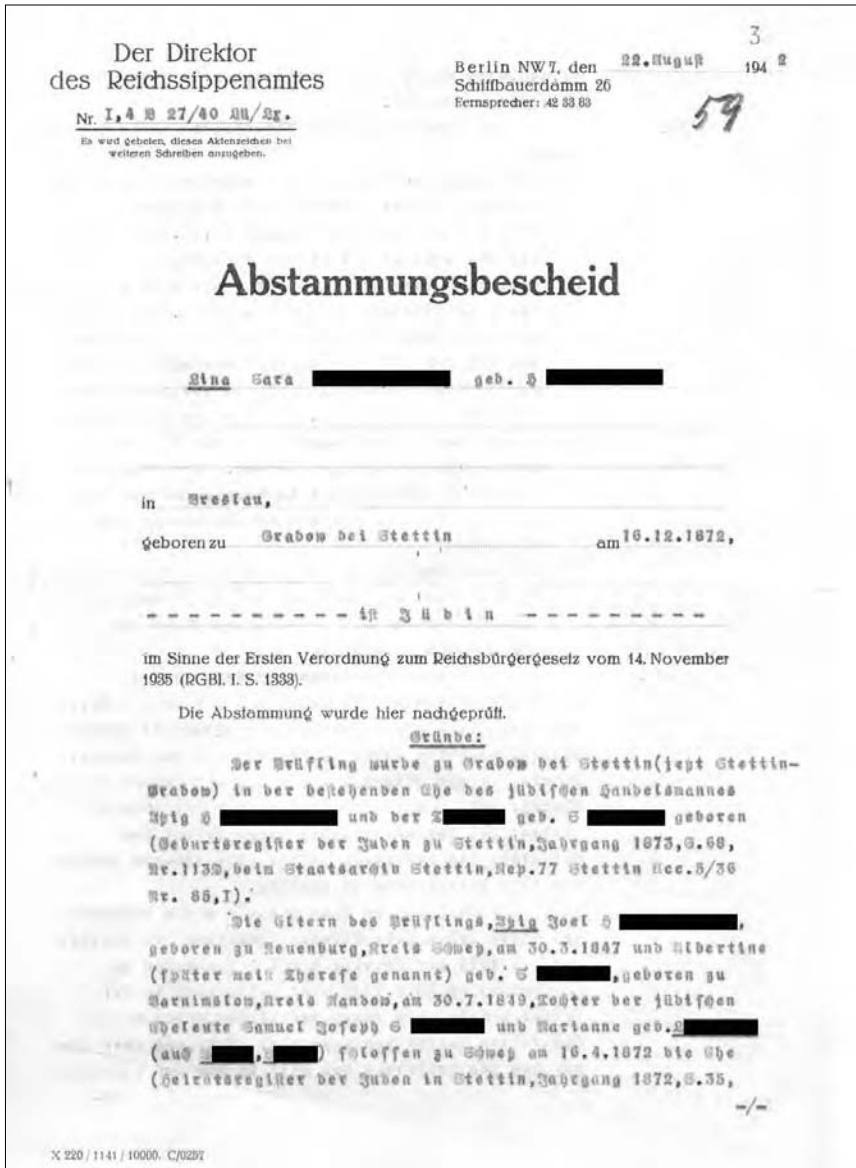 3
Der Direktor
des Reichssippenamtes
Nr. I,4 B 27/40 Lu/Lr.
Es wird gebeten, dieses Aktenzeichen bei
weiteren Schreiben anzugeben.
Berlin NW 7, den 22.August 1942
Schiffbauerdamm 26
Fernsprecher: 42 33 83
59
Abstammungsbescheid
Lina Sara geb. H
in Breslau,
geboren zu Grabow bei Stettin am 16.12.1872,
- - - - - - - - - - ist Jüdin - - - - - - - - -
im Sinne der Ersten Verordnung zum Reichsbürgergesetz vom 14. November
1935 (RGBl. I. S. 1333).
Die Abstammung wurde hier nachgeprüft.
Gründe:
Der Prüfling wurde zu Grabow bei Stettin(jetzt Stettin-
Grabow) in der bestehenden Ehe des jüdischen Handelsmannes
Itzig H und der T geb. S geboren
(Geburtsregister der Juden zu Stettin,Jahrgang 1873,S.68,
Nr.1132,beim Staatsarchiv Stettin,Rep.77 Stettin Acc.5/36
Nr. 85,I).
Die Eltern des Prüflings,Itzig Joel H ,
geboren zu Neuenburg,Kreis Schwetz,am 30.3.1847 und Albertine
(später Therese genannt) geb. S ,geboren zu
Kreis am 30.7.1849,Tochter der jüdischen
Eheleute Samuel Joseph S und Marianne geb.L
(auch , ) schlossen zu Schwetz am 16.4.1872 die Ehe
(Heiratsregister der Juden in Stettin,Jahrgang 1872,S.35,
-/-
X 220 / 1141 / 10000. C/0257